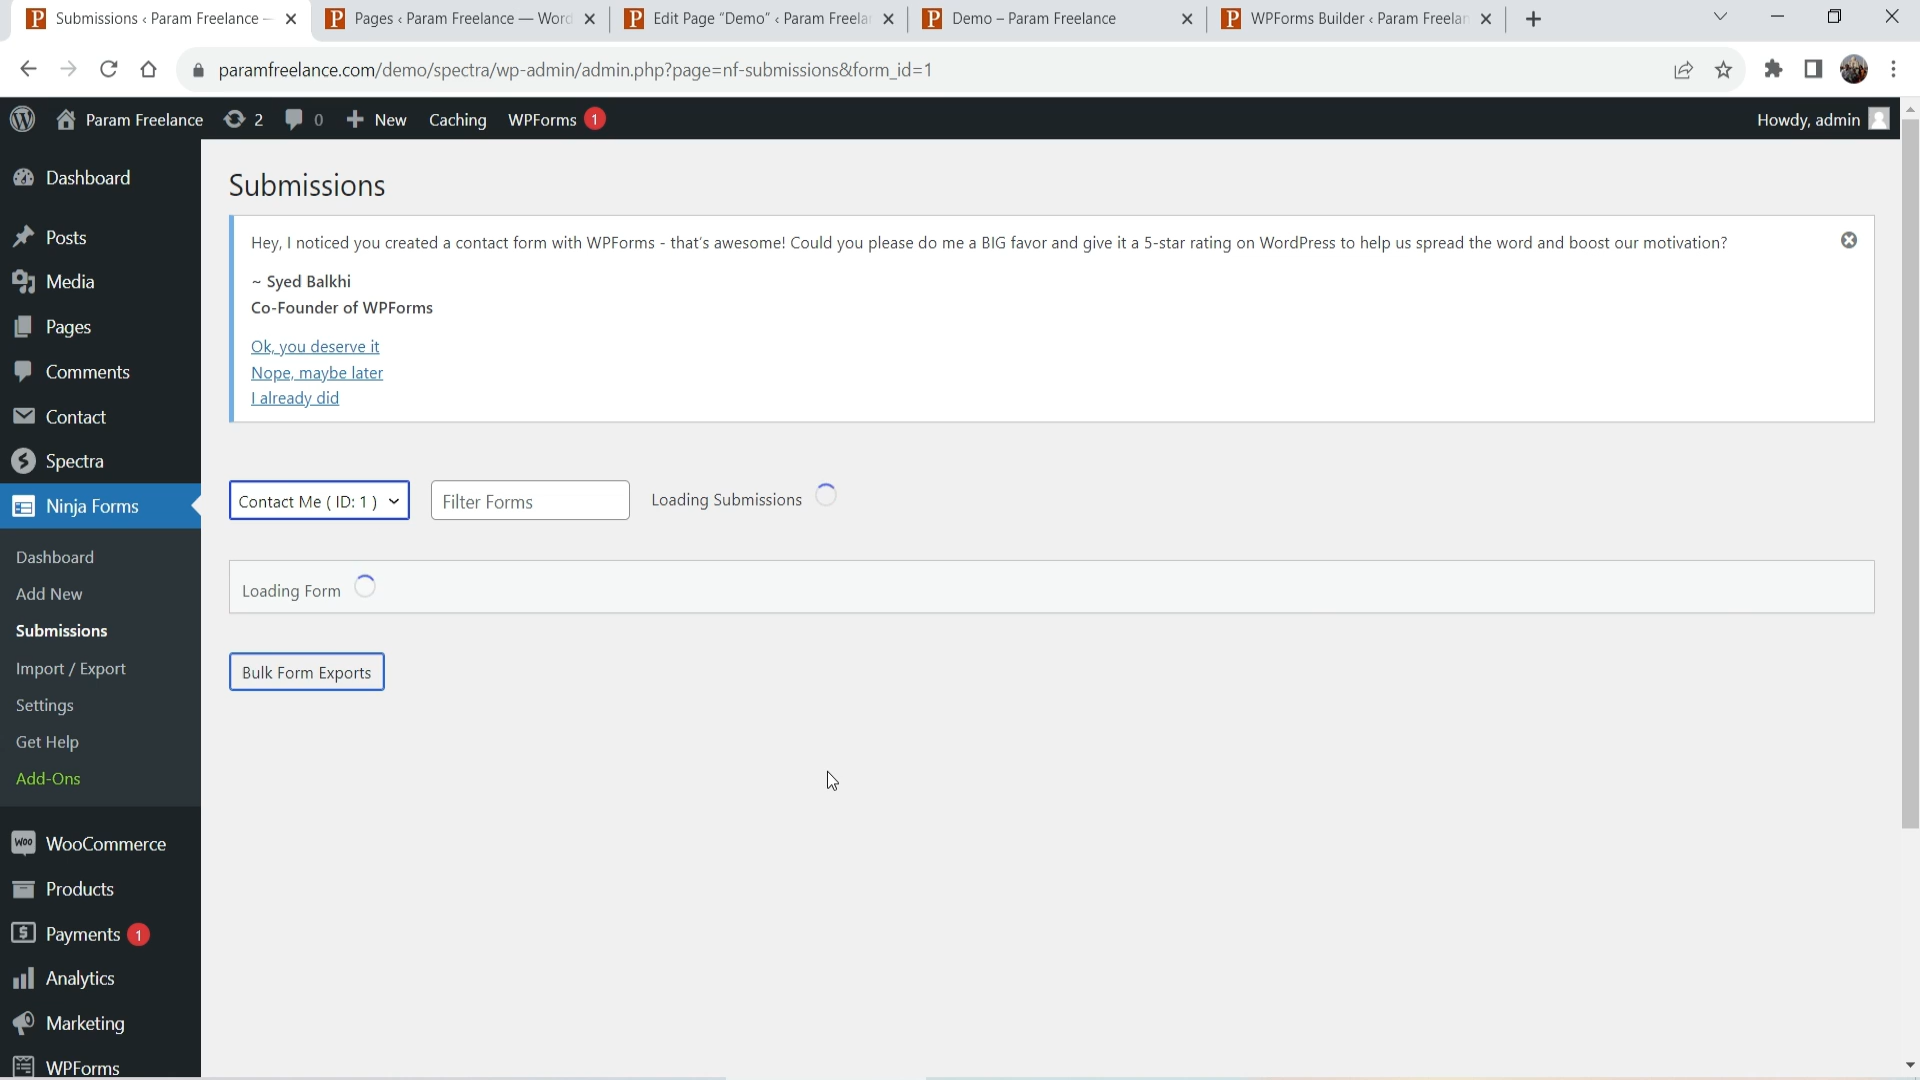 Submissions ‹ Param Freelance —
Pages ‹ Param Freelance — Word
Edit Page “Demo” ‹ Param Freela
Demo – Param Freelance
WPForms Builder ‹ Param Freelan
paramfreelance.com/demo/spectra/wp-admin/admin.php?page=nf-submissions&form_id=1
Param Freelance
2
0
New
Caching
WPForms 1
Howdy, admin
Dashboard
Posts
Media
Pages
Comments
Contact
Spectra
Ninja Forms
Dashboard
Add New
Submissions
Import / Export
Settings
Get Help
Add-Ons
WooCommerce
Products
Payments 1
Analytics
Marketing
WPForms
Submissions
Hey, I noticed you created a contact form with WPForms - that's awesome! Could you please do me a BIG favor and give it a 5-star rating on WordPress to help us spread the word and boost our motivation?
~ Syed Balkhi
Co-Founder of WPForms
Ok, you deserve it
Nope, maybe later
I already did
Contact Me ( ID: 1 )
Filter Forms
Loading Submissions
Loading Form
Bulk Form Exports